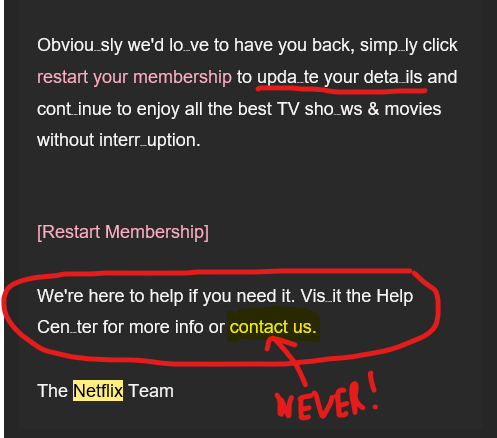 Obviou_sly we'd lo_ve to have you back, simp_ly click
restart your membership to upda_te your deta_ils and
cont_inue to enjoy all the best TV sho_ws & movies
without interr_uption.
[Restart Membership]
We're here to help if you need it. Vis_it the Help
Cen_ter for more info or contact us.
The Netflix Team
NEVER!